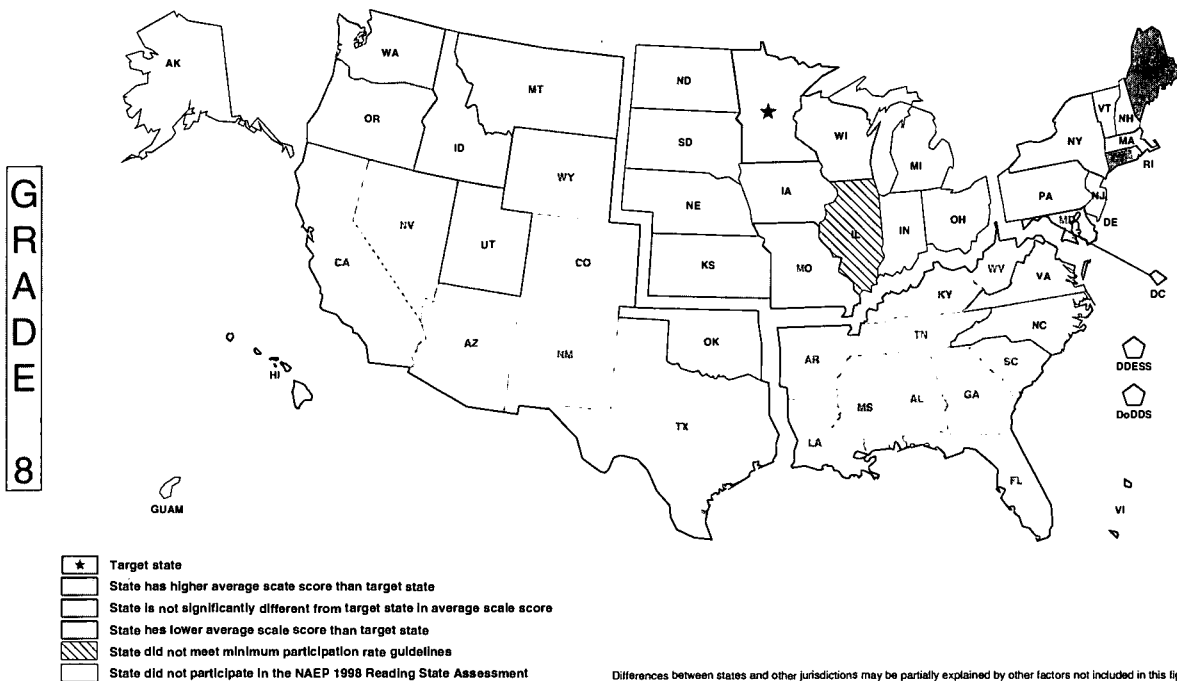 GRADE 8
AK
WA
MT
ND
OR
ID
SD
WI
MI
NY
VT
NH
MA
RI
WY
NE
IA
PA
NJ
NV
UT
IL
IN
OH
MD
DE
CA
CO
KS
MO
WV
VA
KY
DC
AZ
NM
OK
AR
TN
NC
SC
DDESS
HI
MS
AL
GA
DoDDS
TX
LA
FL
GUAM
VI
★ Target state
State has higher average scate score than target state
State is not significantly different from target state in average scale score
State hes lower average scale score than target state
State did not meet minimum participation rate guidelines
State did not participate in the NAEP 1998 Reading State Assessment
Differences between states and other jurisdictions may be partially explained by other factors not included in this